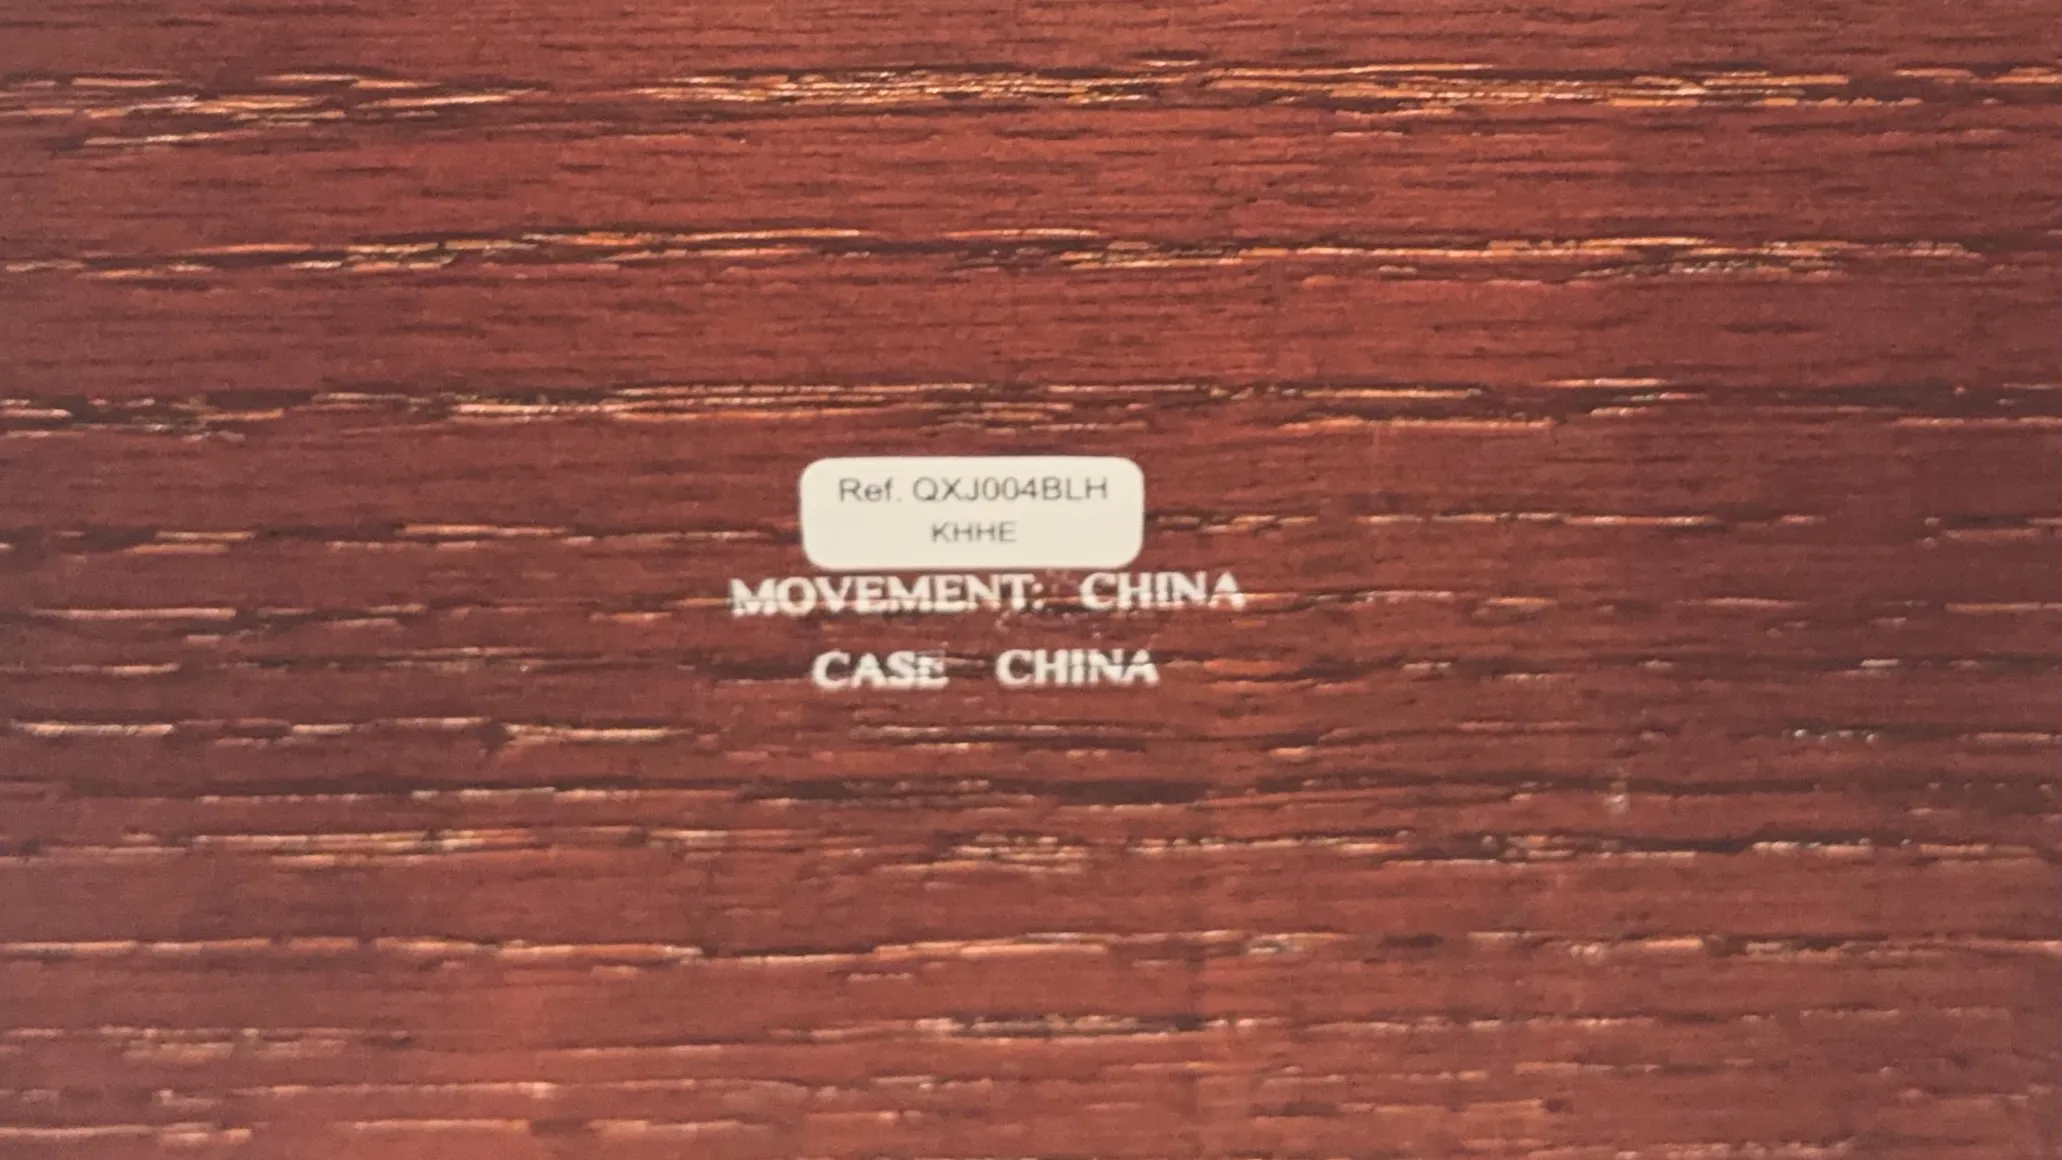 Ref. QXJ004BLH
KHHE
MOVEMENT: CHINA
CASE CHINA